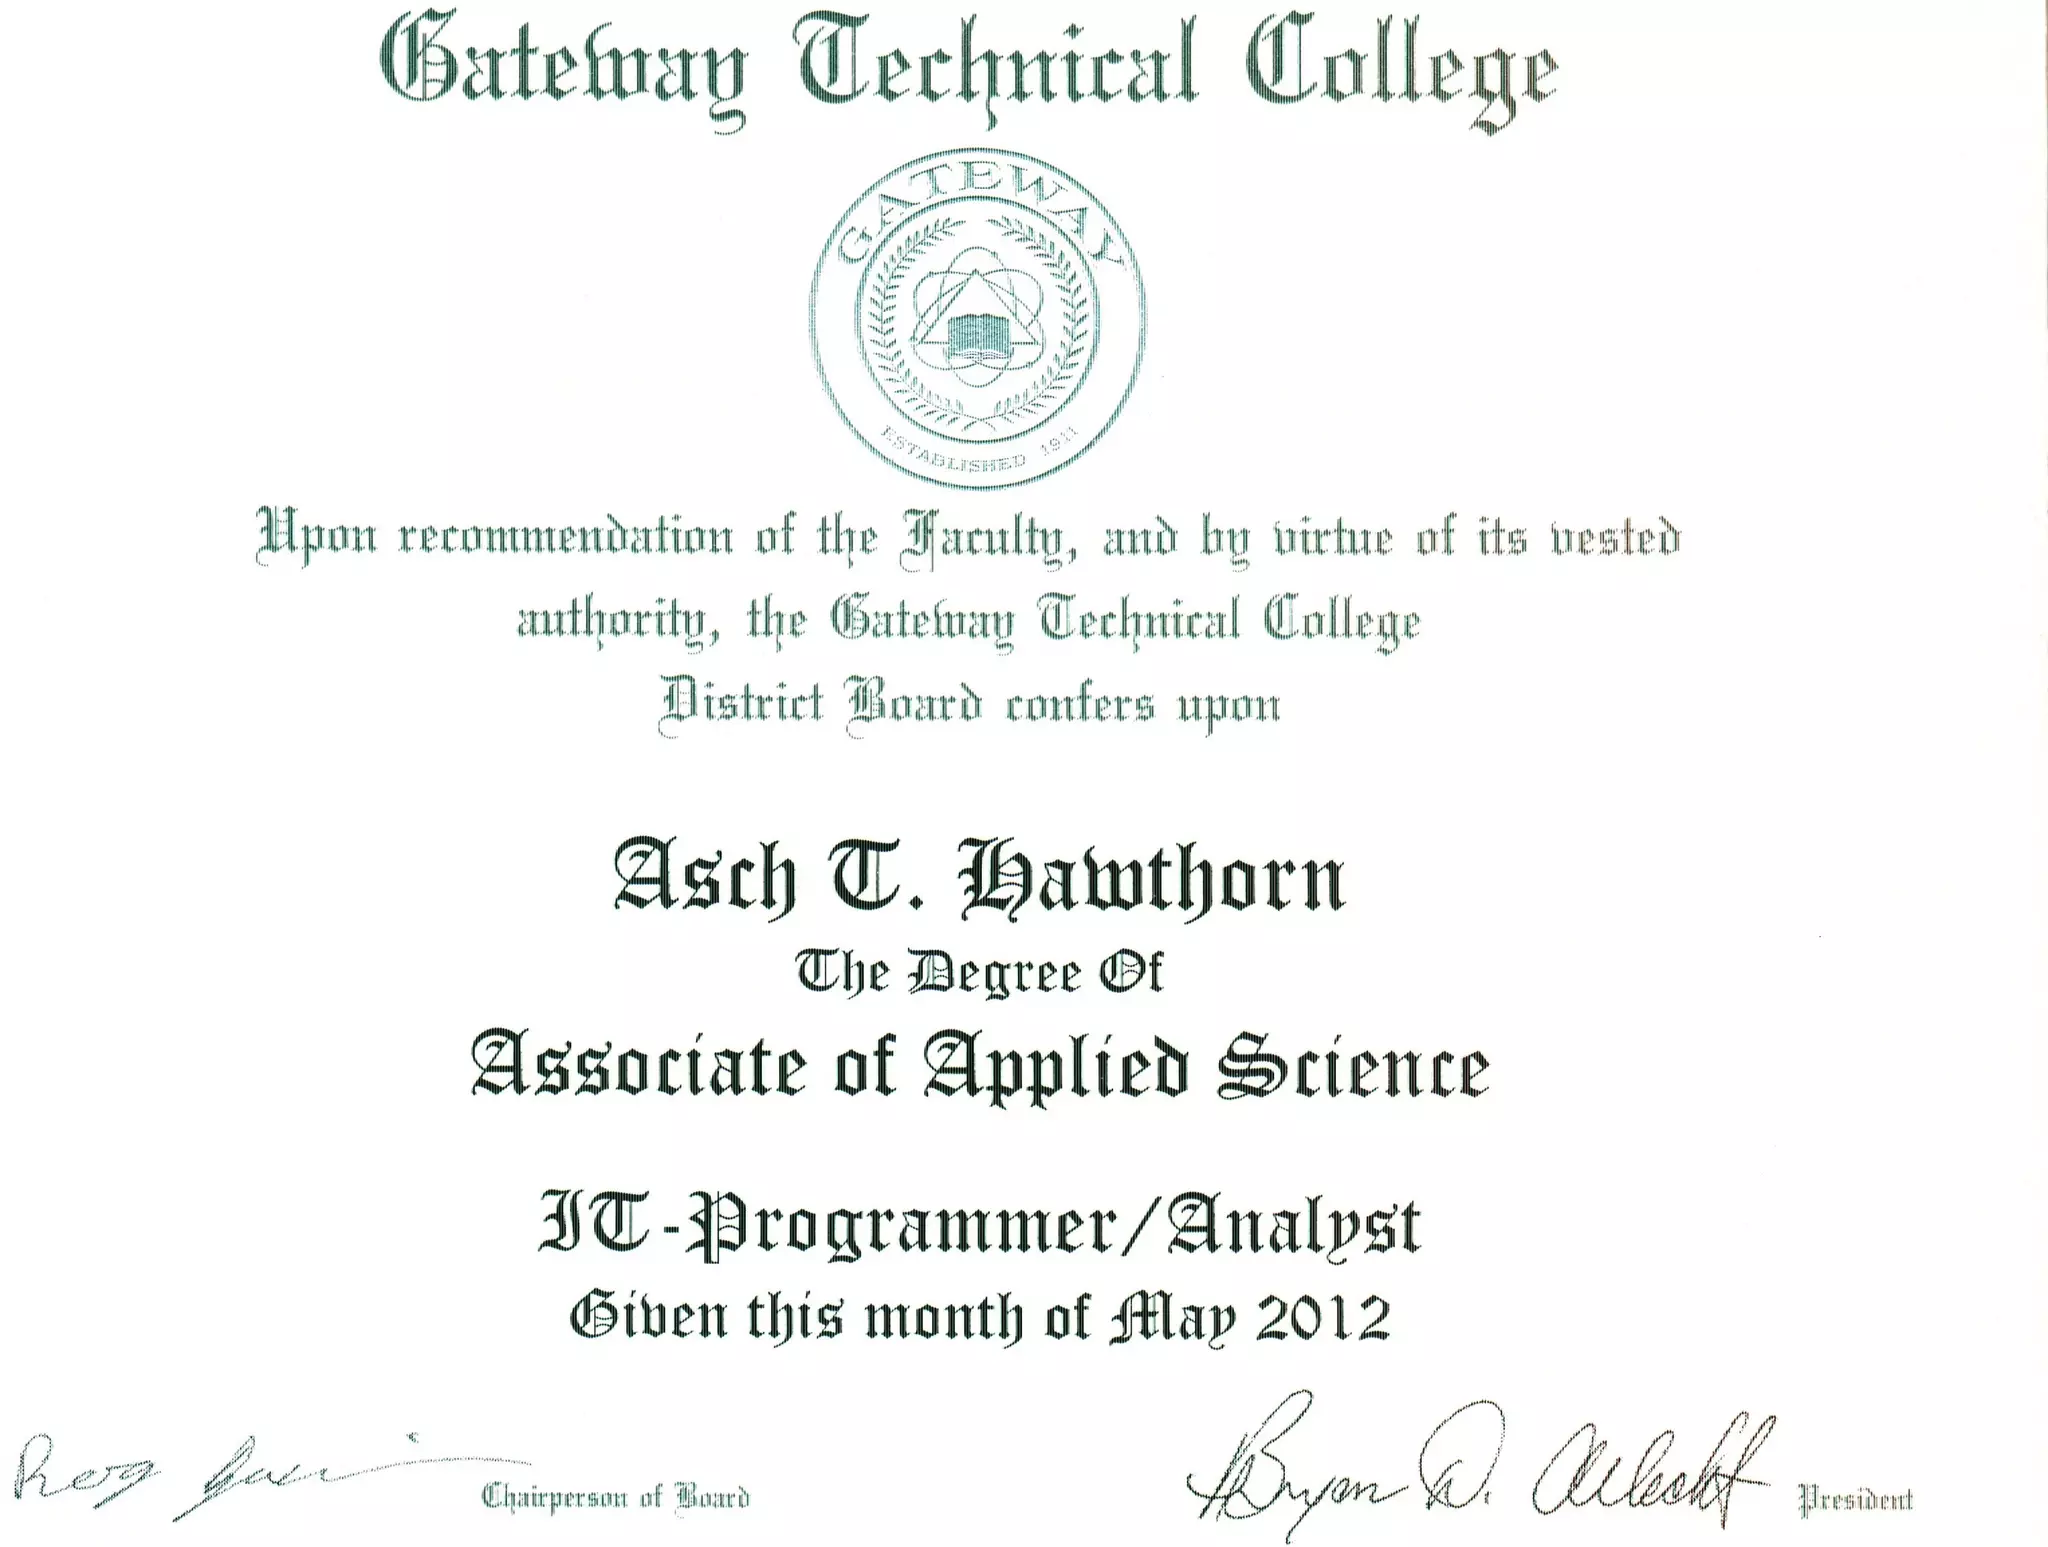 Gateway Technical College
GATEWAY
ESTABLISHED 1911
Upon recommendation of the Faculty, and by virtue of its vested
authority, the Gateway Technical College
District Board confers upon
Asch T. Hawthorn
The Degree Of
Associate of Applied Science
IT-Programmer/Analyst
Given this month of May 2012
Chairperson of Board
Bryan D. Albrecht President